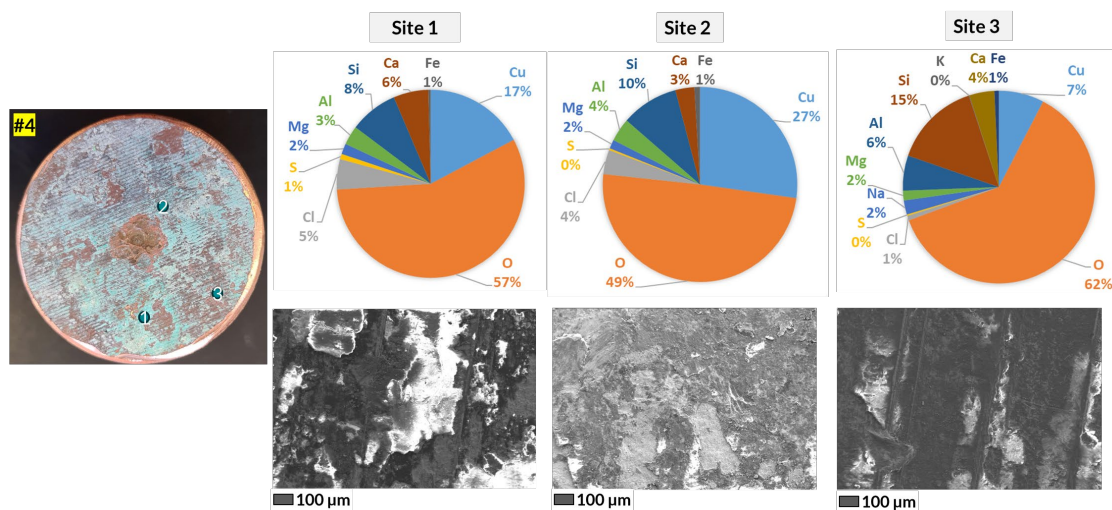 #4
2
3
1
Site 1
Cu
17%
O
57%
Cl
5%
S
1%
Mg
2%
Al
3%
Si
8%
Ca
6%
Fe
1%
100 µm
Site 2
Cu
27%
O
49%
Cl
4%
S
0%
Mg
2%
Al
4%
Si
10%
Ca
3%
Fe
1%
100 µm
Site 3
Cu
7%
O
62%
Cl
1%
S
0%
Na
2%
Mg
2%
Al
6%
Si
15%
K
0%
Ca
4%
Fe
1%
100 µm